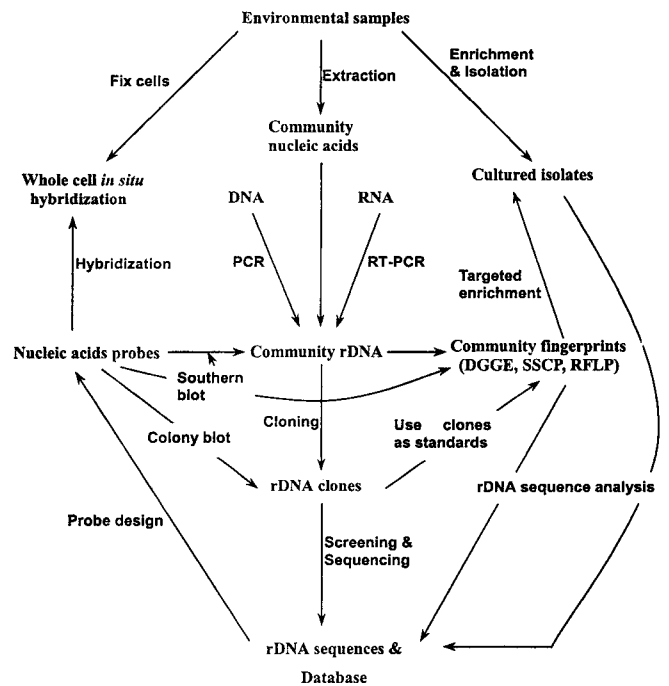 Environmental samples
Enrichment
& Isolation
Fix cells
Extraction
Community
nucleic acids
Whole cell in situ
hybridization
Cultured isolates
DNA
RNA
Hybridization
PCR
RT-PCR
Targeted
enrichment
Nucleic acids probes
Community rDNA
Community fingerprints
(DGGE, SSCP, RFLP)
Southern
blot
Colony blot
Cloning
Use clones
as standards
rDNA clones
rDNA sequence analysis
Probe design
Screening &
Sequencing
rDNA sequences &
Database